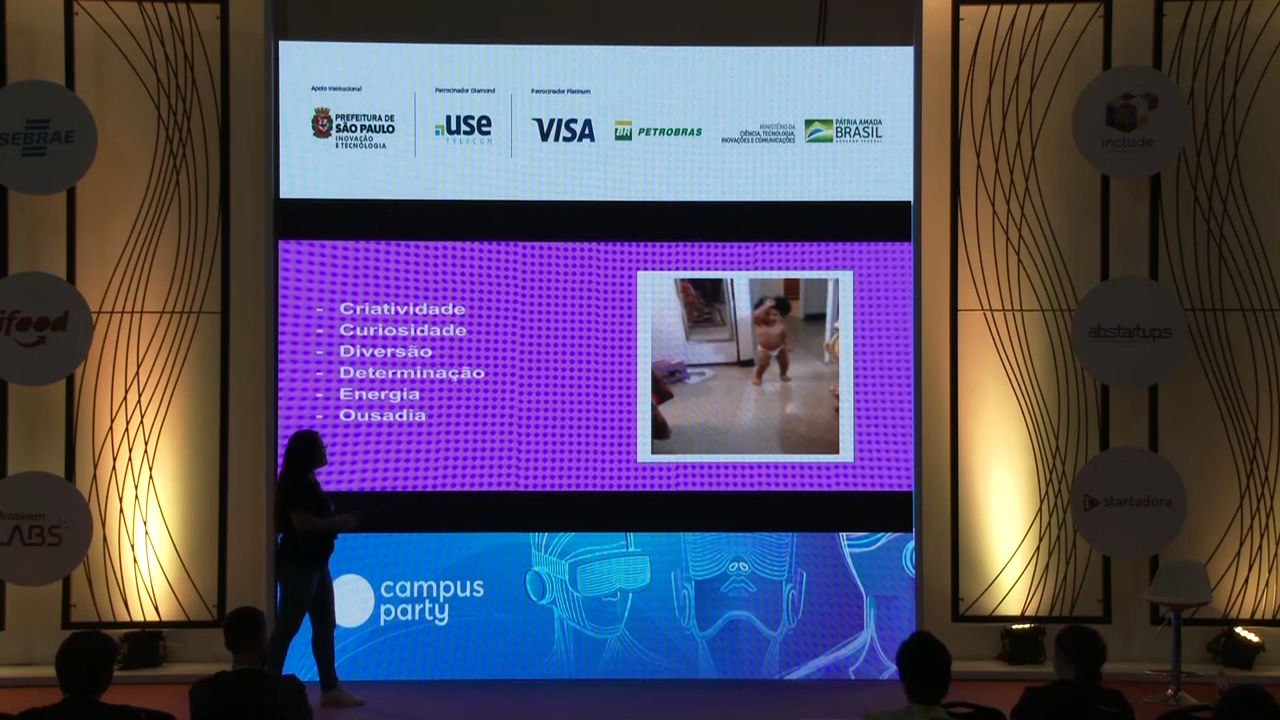 Apoio Institucional
PREFEITURA DE
SÃO PAULO
INOVAÇÃO
E TECNOLOGIA
Patrocinador Diamond
use
TELECOM
Patrocinador Platinum
VISA
BR PETROBRAS
MINISTÉRIO DA
CIÊNCIA, TECNOLOGIA,
INOVAÇÕES E COMUNICAÇÕES
PÁTRIA AMADA
BRASIL
GOVERNO FEDERAL
SEBRAE
ifood
Braskem
LABS
- Criatividade
- Curiosidade
- Diversão
- Determinação
- Energia
- Ousadia
campus
party
include
abstartups
startadora